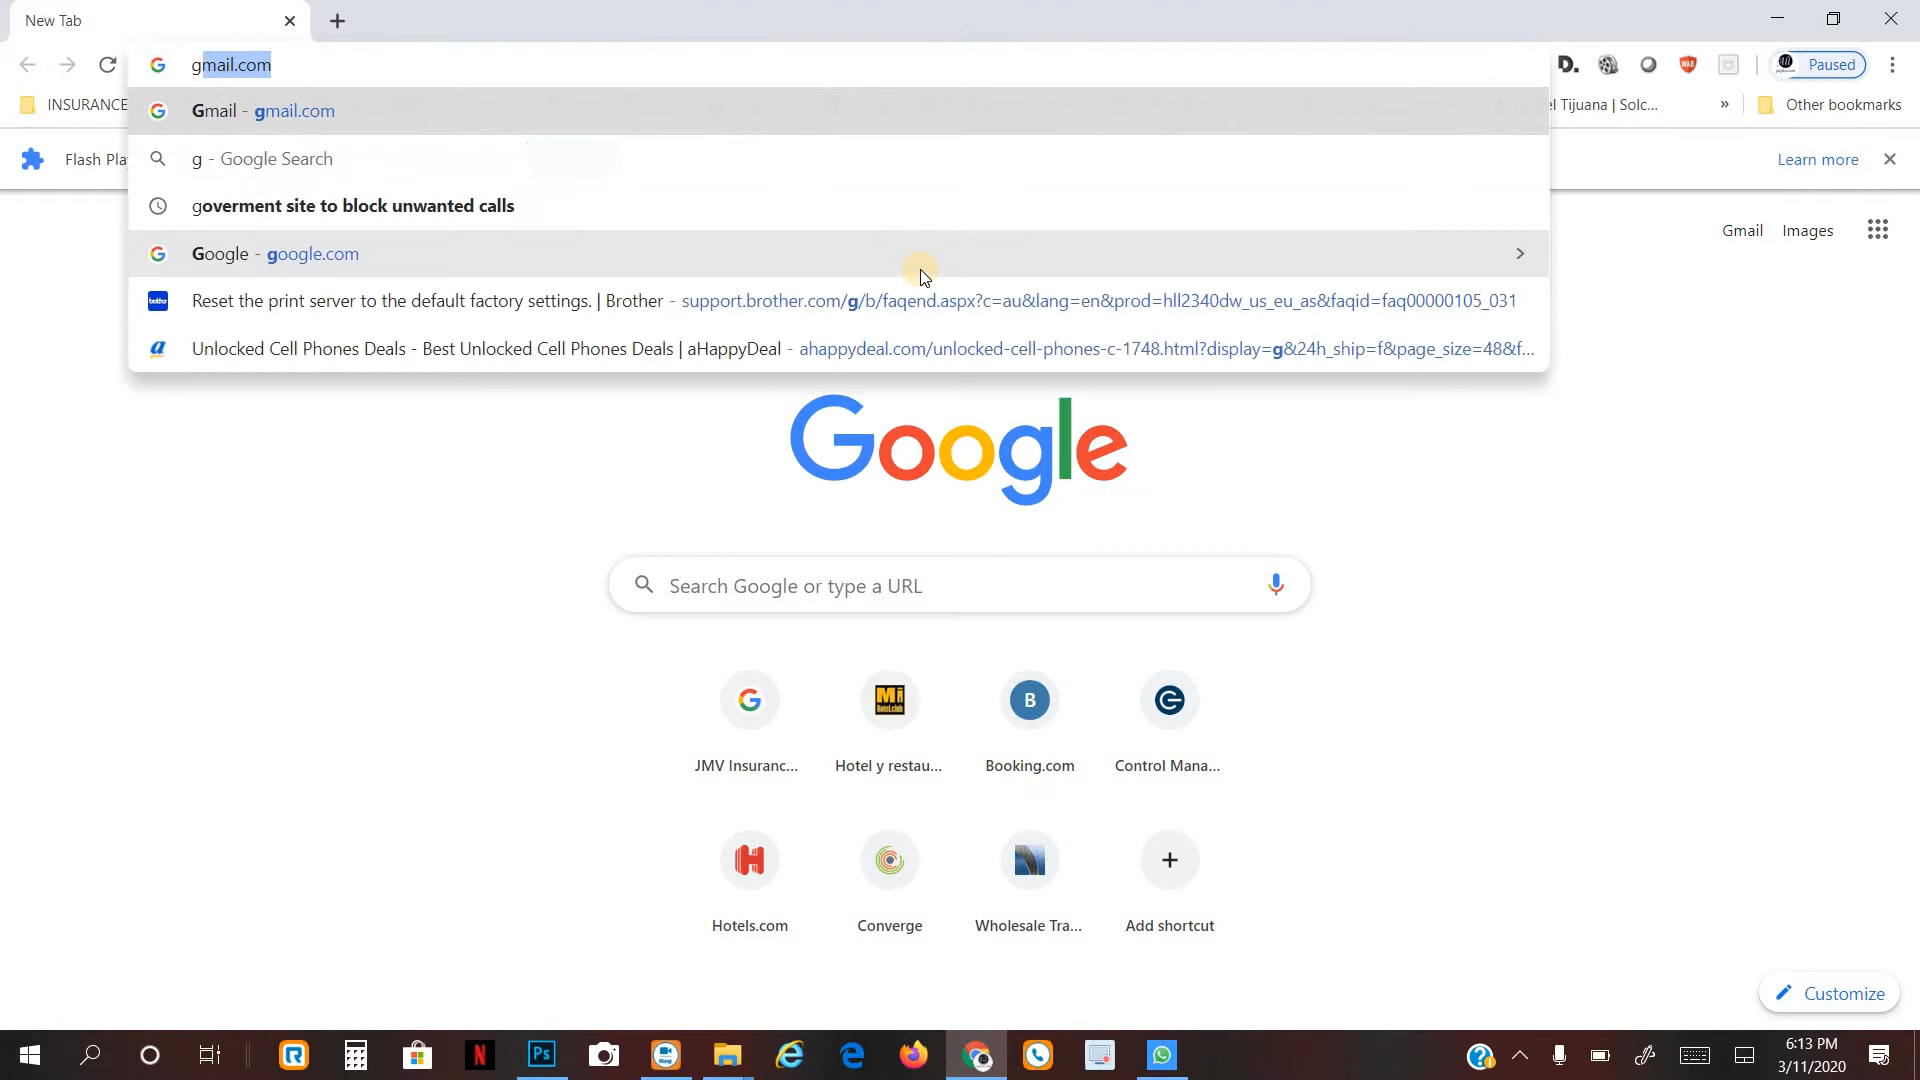 New Tab
gmail.com
D.
Paused
INSURANCE
el Tijuana | Solc...
»
Other bookmarks
Gmail - gmail.com
g - Google Search
Flash Pla
Learn more
goverment site to block unwanted calls
Gmail
Images
Google - google.com
Reset the print server to the default factory settings. | Brother - support.brother.com/g/b/faqend.aspx?c=au&lang=en&prod=hll2340dw_us_eu_as&faqid=faq00000105_031
Unlocked Cell Phones Deals - Best Unlocked Cell Phones Deals | aHappyDeal - ahappydeal.com/unlocked-cell-phones-c-1748.html?display=g&24h_ship=f&page_size=48&f...
Google
Search Google or type a URL
JMV Insuranc...
Hotel y restau...
Booking.com
Control Mana...
Hotels.com
Converge
Wholesale Tra...
Add shortcut
Customize
6:13 PM
3/11/2020